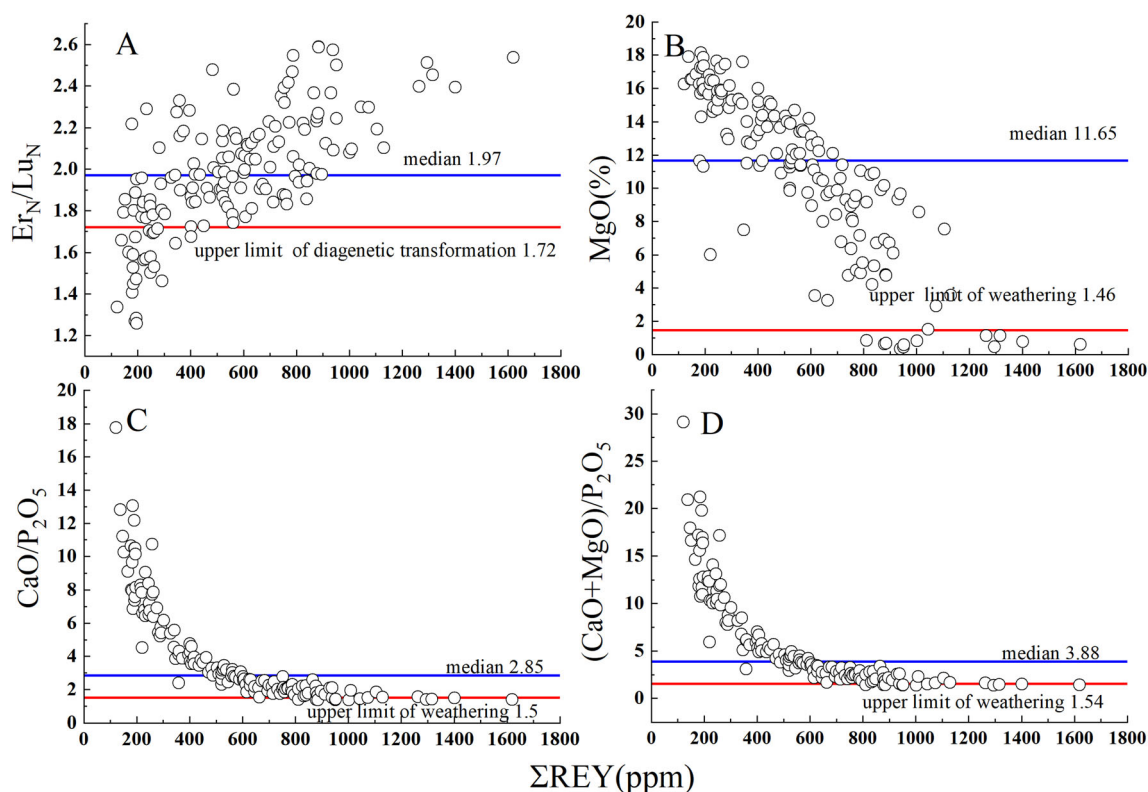 A
2.6
2.4
2.2
2.0
1.8
1.6
1.4
1.2
Er_N/Lu_N
median 1.97
upper limit of diagenetic transformation 1.72
0 200 400 600 800 1000 1200 1400 1600 1800
B
20
18
16
14
12
10
8
6
4
2
0
MgO(%)
median 11.65
upper limit of weathering 1.46
0 200 400 600 800 1000 1200 1400 1600 1800
C
20
18
16
14
12
10
8
6
4
2
0
CaO/P₂O₅
median 2.85
upper limit of weathering 1.5
0 200 400 600 800 1000 1200 1400 1600 1800
D
30
25
20
15
10
5
0
(CaO+MgO)/P₂O₅
median 3.88
upper limit of weathering 1.54
0 200 400 600 800 1000 1200 1400 1600 1800
ΣREY(ppm)